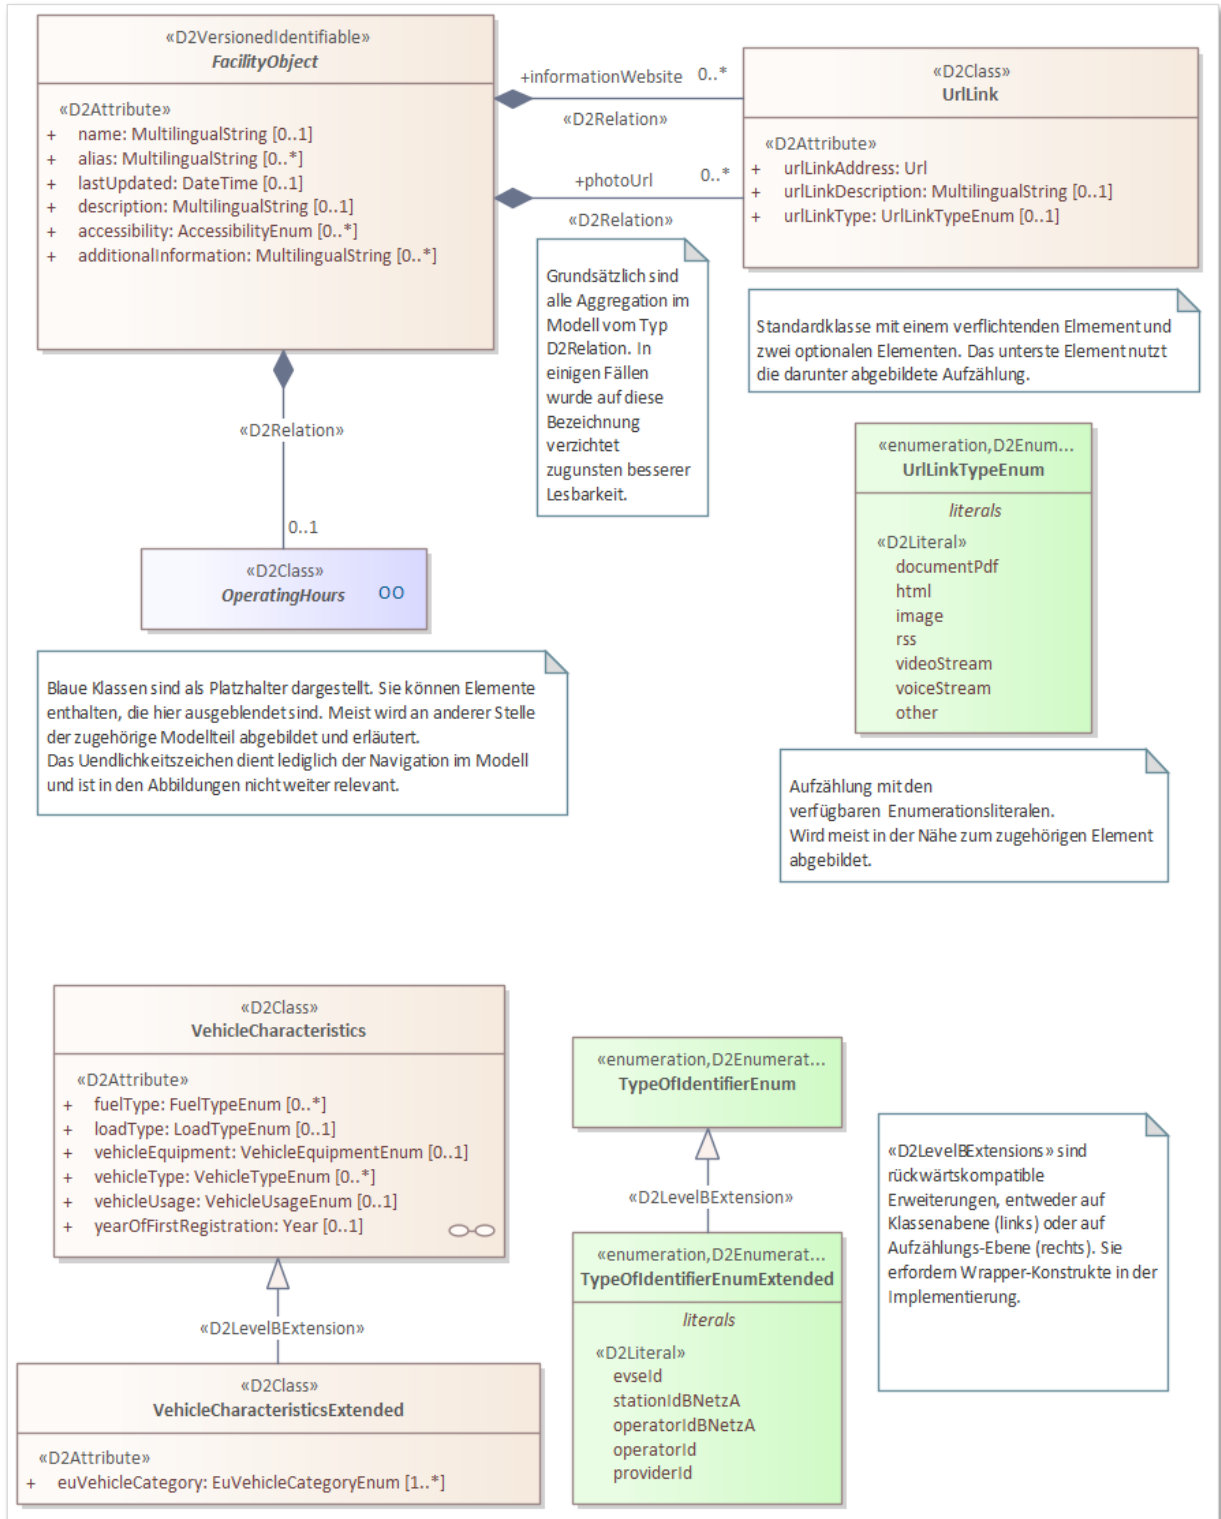 «D2VersionedIdentifiable»
FacilityObject
«D2Attribute»
+ name: MultilingualString [0..1]
+ alias: MultilingualString [0..*]
+ lastUpdated: DateTime [0..1]
+ description: MultilingualString [0..1]
+ accessibility: AccessibilityEnum [0..*]
+ additionalInformation: MultilingualString [0..*]
+informationWebsite 0..*
«D2Relation»
+photoUrl 0..*
«D2Relation»
«D2Class»
UrlLink
«D2Attribute»
+ urlLinkAddress: Url
+ urlLinkDescription: MultilingualString [0..1]
+ urlLinkType: UrlLinkTypeEnum [0..1]
Grundsätzlich sind
alle Aggregation im
Modell vom Typ
D2Relation. In
einigen Fällen
wurde auf diese
Bezeichnung
verzichtet
zugunsten besserer
Lesbarkeit.
Standardklasse mit einem verflichtenden Elmement und
zwei optionalen Elementen. Das unterste Element nutzt
die darunter abgebildete Aufzählung.
«D2Relation»
0..1
«D2Class»
OperatingHours
Blaue Klassen sind als Platzhalter dargestellt. Sie können Elemente
enthalten, die hier ausgeblendet sind. Meist wird an anderer Stelle
der zugehörige Modellteil abgebildet und erläutert.
Das Uendlichkeitszeichen dient lediglich der Navigation im Modell
und ist in den Abbildungen nicht weiter relevant.
«enumeration,D2Enum...
UrlLinkTypeEnum
literals
«D2Literal»
documentPdf
html
image
rss
videoStream
voiceStream
other
Aufzählung mit den
verfügbaren Enumerationsliteralen.
Wird meist in der Nähe zum zugehörigen Element
abgebildet.
«D2Class»
VehicleCharacteristics
«D2Attribute»
+ fuelType: FuelTypeEnum [0..*]
+ loadType: LoadTypeEnum [0..1]
+ vehicleEquipment: VehicleEquipmentEnum [0..1]
+ vehicleType: VehicleTypeEnum [0..*]
+ vehicleUsage: VehicleUsageEnum [0..1]
+ yearOfFirstRegistration: Year [0..1]
«D2LevelBExtension»
«D2Class»
VehicleCharacteristicsExtended
«D2Attribute»
+ euVehicleCategory: EuVehicleCategoryEnum [1..*]
«enumeration,D2Enumerat...
TypeOfIdentifierEnum
«D2LevelBExtension»
«enumeration,D2Enumerat...
TypeOfIdentifierEnumExtended
literals
«D2Literal»
evseId
stationIdBNetzA
operatorIdBNetzA
operatorId
providerId
«D2LevelBExtensions» sind
rückwärtskompatible
Erweiterungen, entweder auf
Klassenabene (links) oder auf
Aufzählungs-Ebene (rechts). Sie
erfordern Wrapper-Konstrukte in der
Implementierung.